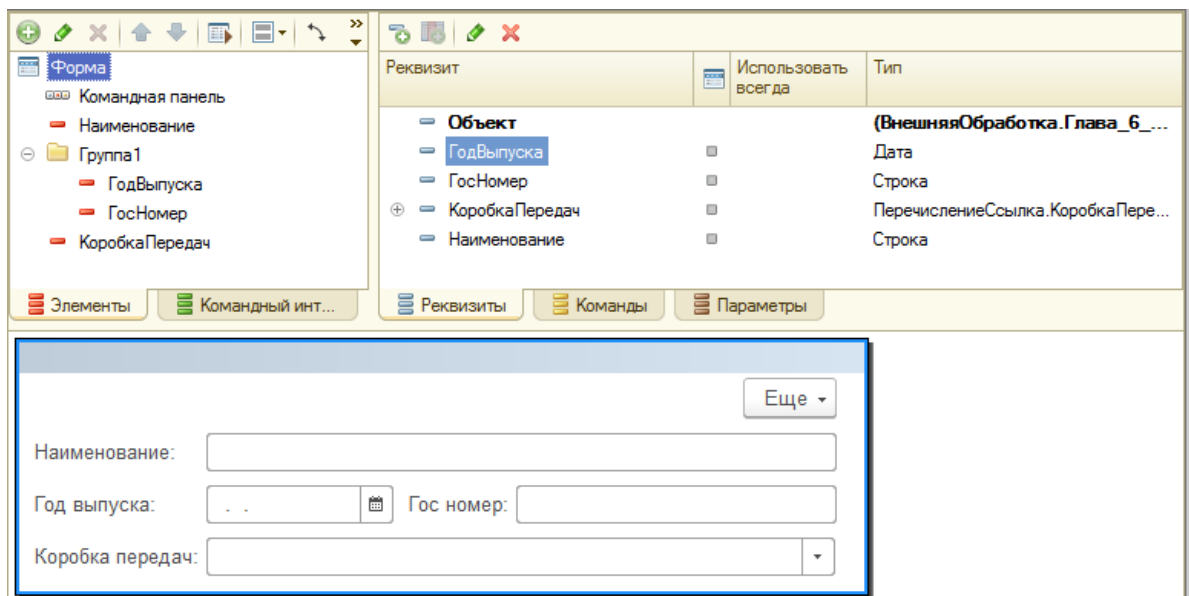 Форма
Командная панель
Наименование
Группа1
ГодВыпуска
ГосНомер
КоробкаПередач
Элементы
Командный инт...
Реквизит
Использовать
всегда
Тип
Объект
(ВнешняяОбработка.Глава_6_...
ГодВыпуска
Дата
ГосНомер
Строка
КоробкаПередач
ПеречислениеСсылка.КоробкаПере...
Наименование
Строка
Реквизиты
Команды
Параметры
Еще
Наименование:
Год выпуска:
. .
Гос номер:
Коробка передач: